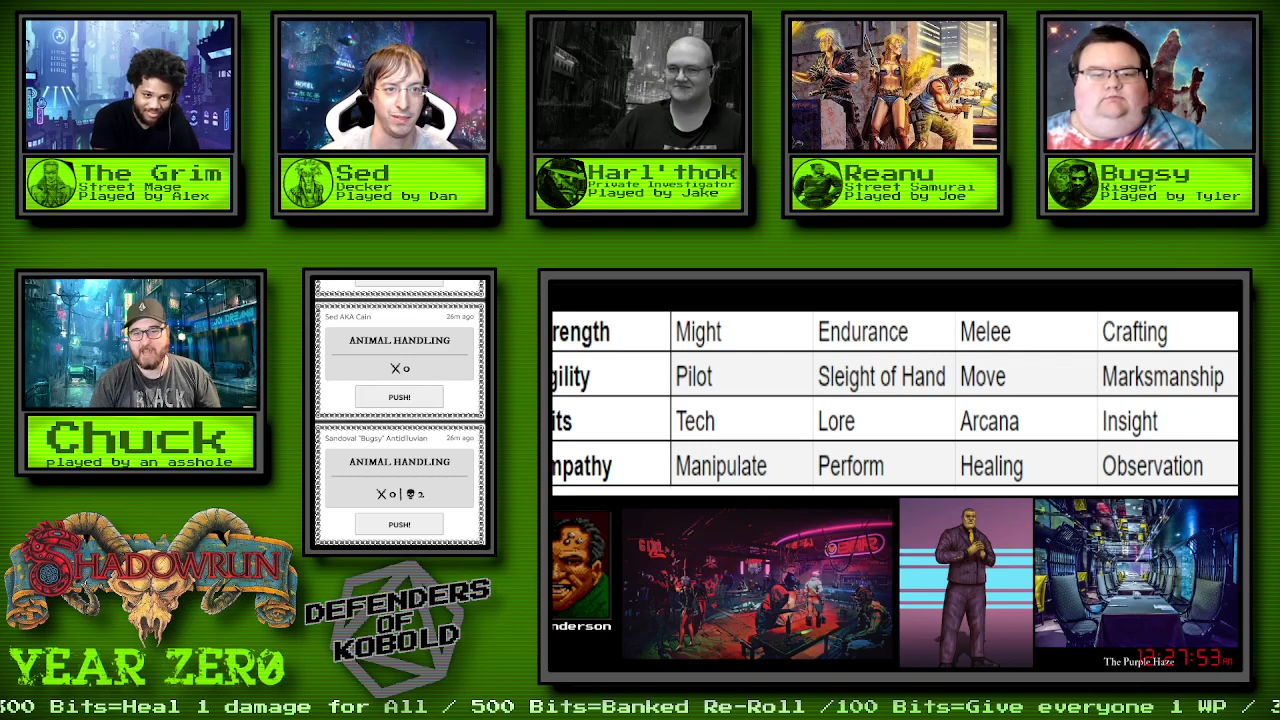 The Grim
Street Mage
Played by Alex
Sed
Decker
Played by Dan
Harl'thok
Private Investigator
Played by Jake
Reanu
Street Samurai
Played by Joe
Bugsy
Rigger
Played by Tyler
Chuck
played by an asshole
BLACK
Sed AKA Cain
26m ago
ANIMAL HANDLING
0
PUSH!
Sandoval "Bugsy" Antidiluvian
26m ago
ANIMAL HANDLING
0 | 2
PUSH!
rength Might Endurance Melee Crafting
gility Pilot Sleight of Hand Move Marksmanship
its Tech Lore Arcana Insight
mpathy Manipulate Perform Healing Observation
nderson
The Purple Haze
SHADOWRUN
YEAR ZERO
DEFENDERS
OF
KOBOLD
300 Bits=Heal 1 damage for All / 500 Bits=Banked Re-Roll /100 Bits=Give everyone 1 WP /